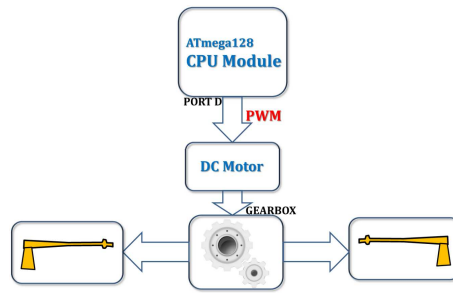 ATmega128
CPU Module
PORT D
PWM
DC Motor
GEARBOX